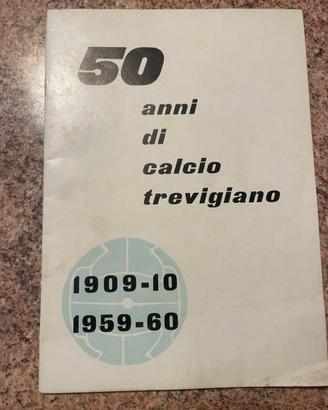 50
anni
di
calcio
trevigiano
1909-10
1959-60